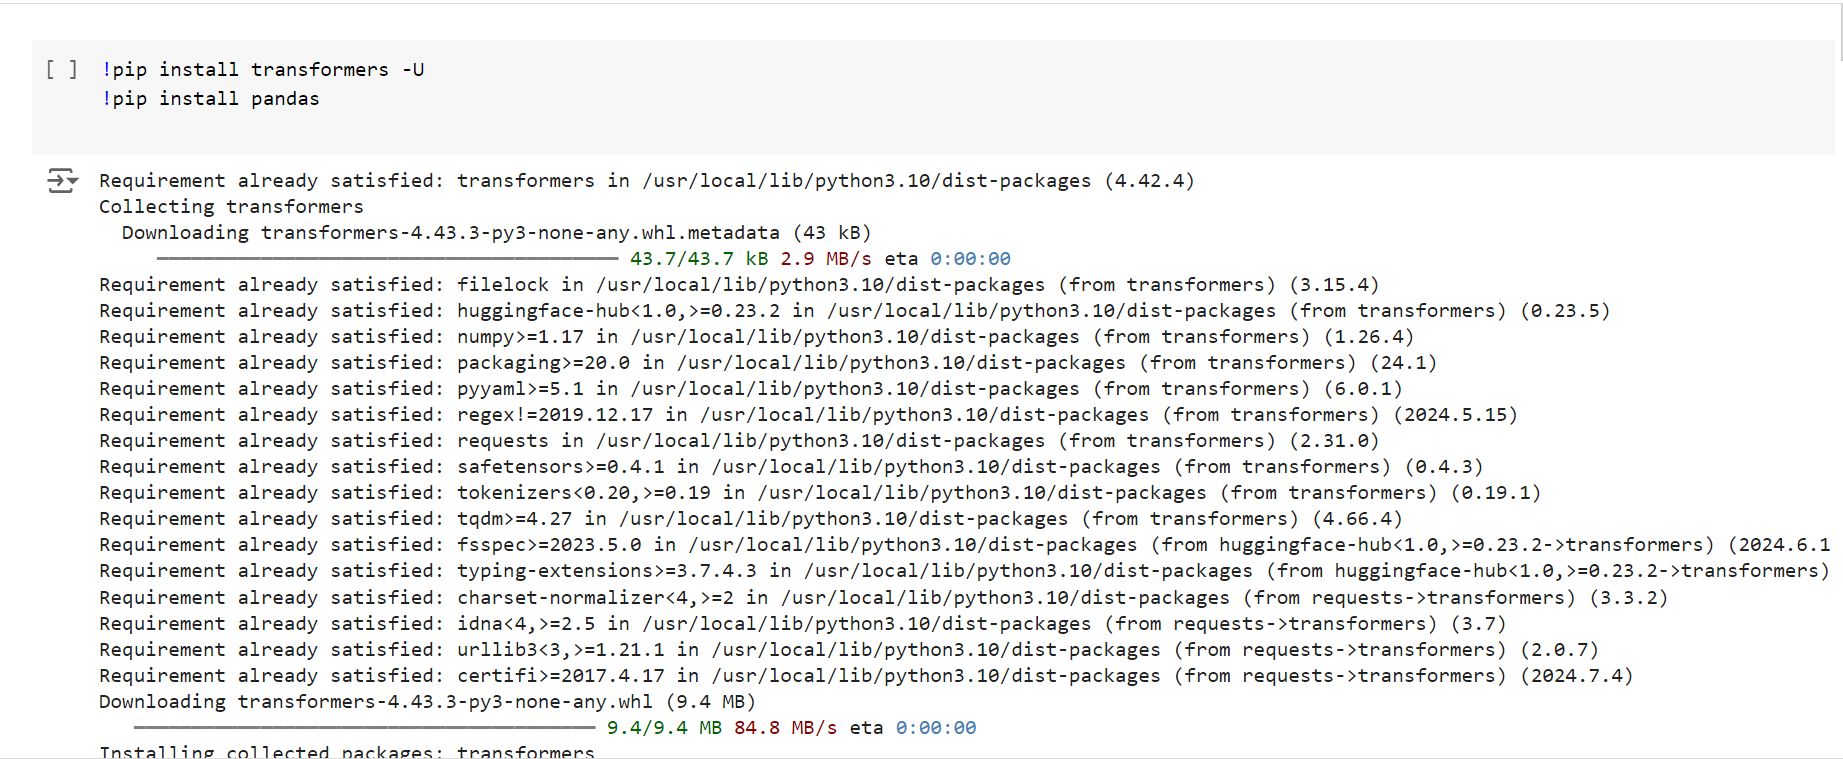 [ ] !pip install transformers -U
!pip install pandas
Requirement already satisfied: transformers in /usr/local/lib/python3.10/dist-packages (4.42.4)
Collecting transformers
Downloading transformers-4.43.3-py3-none-any.whl.metadata (43 kB)
43.7/43.7 kB 2.9 MB/s eta 0:00:00
Requirement already satisfied: filelock in /usr/local/lib/python3.10/dist-packages (from transformers) (3.15.4)
Requirement already satisfied: huggingface-hub<1.0,>=0.23.2 in /usr/local/lib/python3.10/dist-packages (from transformers) (0.23.5)
Requirement already satisfied: numpy>=1.17 in /usr/local/lib/python3.10/dist-packages (from transformers) (1.26.4)
Requirement already satisfied: packaging>=20.0 in /usr/local/lib/python3.10/dist-packages (from transformers) (24.1)
Requirement already satisfied: pyyaml>=5.1 in /usr/local/lib/python3.10/dist-packages (from transformers) (6.0.1)
Requirement already satisfied: regex!=2019.12.17 in /usr/local/lib/python3.10/dist-packages (from transformers) (2024.5.15)
Requirement already satisfied: requests in /usr/local/lib/python3.10/dist-packages (from transformers) (2.31.0)
Requirement already satisfied: safetensors>=0.4.1 in /usr/local/lib/python3.10/dist-packages (from transformers) (0.4.3)
Requirement already satisfied: tokenizers<0.20,>=0.19 in /usr/local/lib/python3.10/dist-packages (from transformers) (0.19.1)
Requirement already satisfied: tqdm>=4.27 in /usr/local/lib/python3.10/dist-packages (from transformers) (4.66.4)
Requirement already satisfied: fsspec>=2023.5.0 in /usr/local/lib/python3.10/dist-packages (from huggingface-hub<1.0,>=0.23.2->transformers) (2024.6.1
Requirement already satisfied: typing-extensions>=3.7.4.3 in /usr/local/lib/python3.10/dist-packages (from huggingface-hub<1.0,>=0.23.2->transformers)
Requirement already satisfied: charset-normalizer<4,>=2 in /usr/local/lib/python3.10/dist-packages (from requests->transformers) (3.3.2)
Requirement already satisfied: idna<4,>=2.5 in /usr/local/lib/python3.10/dist-packages (from requests->transformers) (3.7)
Requirement already satisfied: urllib3<3,>=1.21.1 in /usr/local/lib/python3.10/dist-packages (from requests->transformers) (2.0.7)
Requirement already satisfied: certifi>=2017.4.17 in /usr/local/lib/python3.10/dist-packages (from requests->transformers) (2024.7.4)
Downloading transformers-4.43.3-py3-none-any.whl (9.4 MB)
9.4/9.4 MB 84.8 MB/s eta 0:00:00
Installing collected packages: transformers